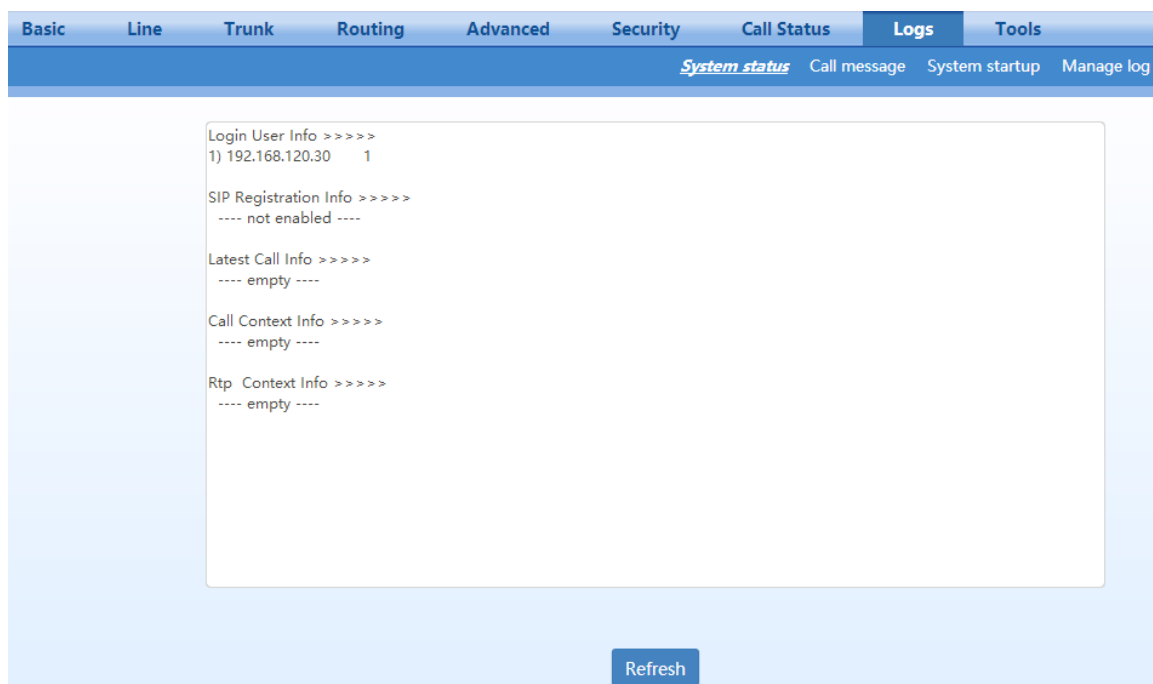 Basic Line Trunk Routing Advanced Security Call Status Logs Tools
System status Call message System startup Manage log
Login User Info >>>>>
1) 192.168.120.30 1
SIP Registration Info >>>>>
---- not enabled ----
Latest Call Info >>>>>
---- empty ----
Call Context Info >>>>>
---- empty ----
Rtp Context Info >>>>>
---- empty ----
Refresh